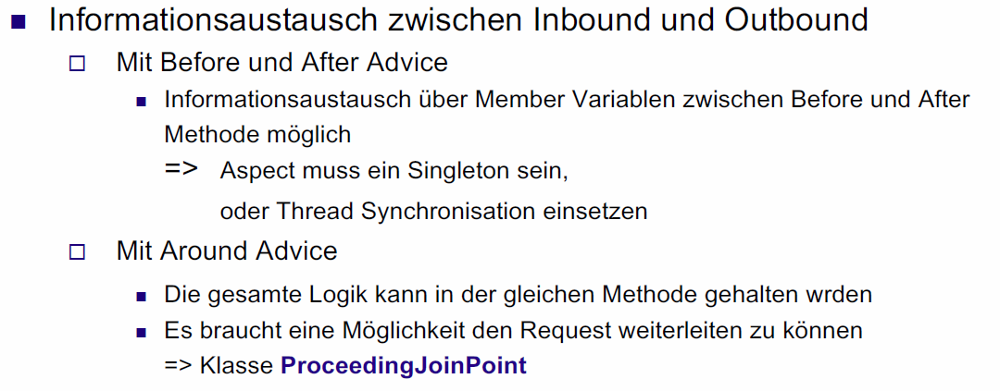 Informationsaustausch zwischen Inbound und Outbound
Mit Before und After Advice
Informationsaustausch über Member Variablen zwischen Before und After
Methode möglich
=> Aspect muss ein Singleton sein,
oder Thread Synchronisation einsetzen
Mit Around Advice
Die gesamte Logik kann in der gleichen Methode gehalten wrden
Es braucht eine Möglichkeit den Request weiterleiten zu können
=> Klasse ProceedingJoinPoint